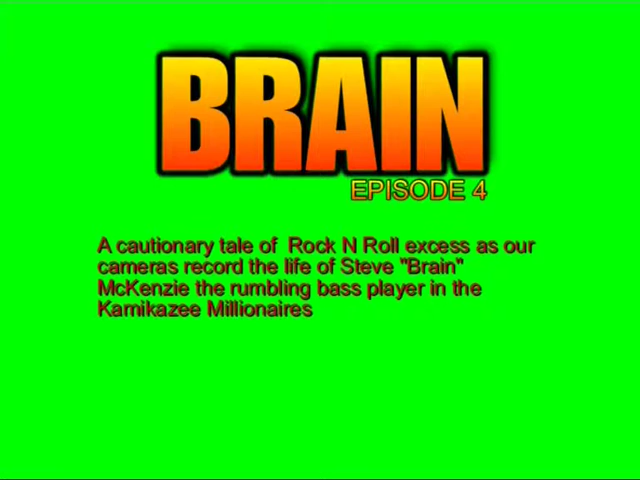 BRAIN
EPISODE 4
A cautionary tale of Rock N Roll excess as our
cameras record the life of Steve "Brain"
McKenzie the rumbling bass player in the
Kamikazee Millionaires